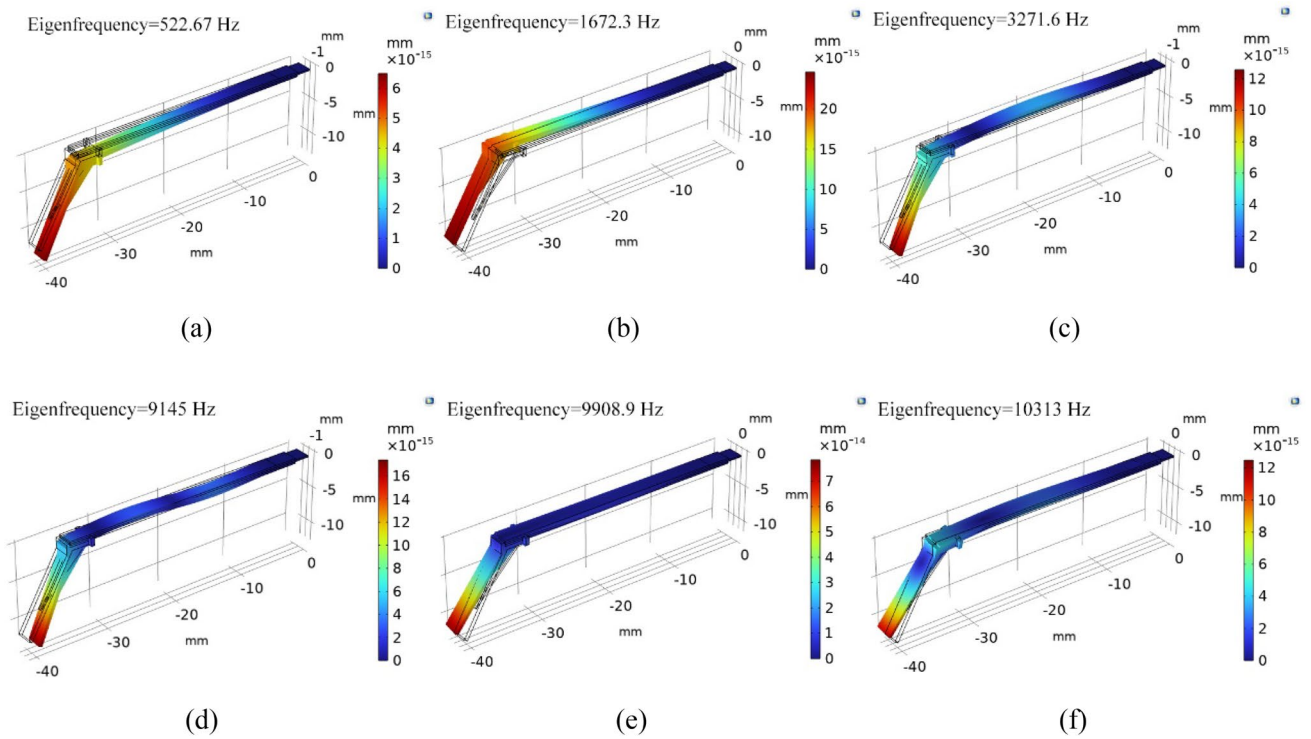 Eigenfrequency=522.67 Hz
mm
×10⁻¹⁵
6
5
4
3
2
1
0
mm
-1
0
-5
-10
mm
0
-10
-20
-30
-40
mm
(a)
Eigenfrequency=1672.3 Hz
mm
×10⁻¹⁵
20
15
10
5
0
mm
0
0
-5
-10
mm
0
-10
-20
-30
-40
mm
(b)
Eigenfrequency=3271.6 Hz
mm
×10⁻¹⁵
12
10
8
6
4
2
0
mm
-1
0
-5
-10
mm
0
-10
-20
-30
-40
mm
(c)
Eigenfrequency=9145 Hz
mm
×10⁻¹⁵
16
14
12
10
8
6
4
2
0
mm
-1
0
-5
-10
mm
0
-10
-20
-30
-40
mm
(d)
Eigenfrequency=9908.9 Hz
mm
×10⁻¹⁴
7
6
5
4
3
2
1
0
mm
0
0
-5
-10
mm
0
-10
-20
-30
-40
mm
(e)
Eigenfrequency=10313 Hz
mm
×10⁻¹⁵
12
10
8
6
4
2
0
mm
0
0
-5
-10
mm
0
-10
-20
-30
-40
mm
(f)